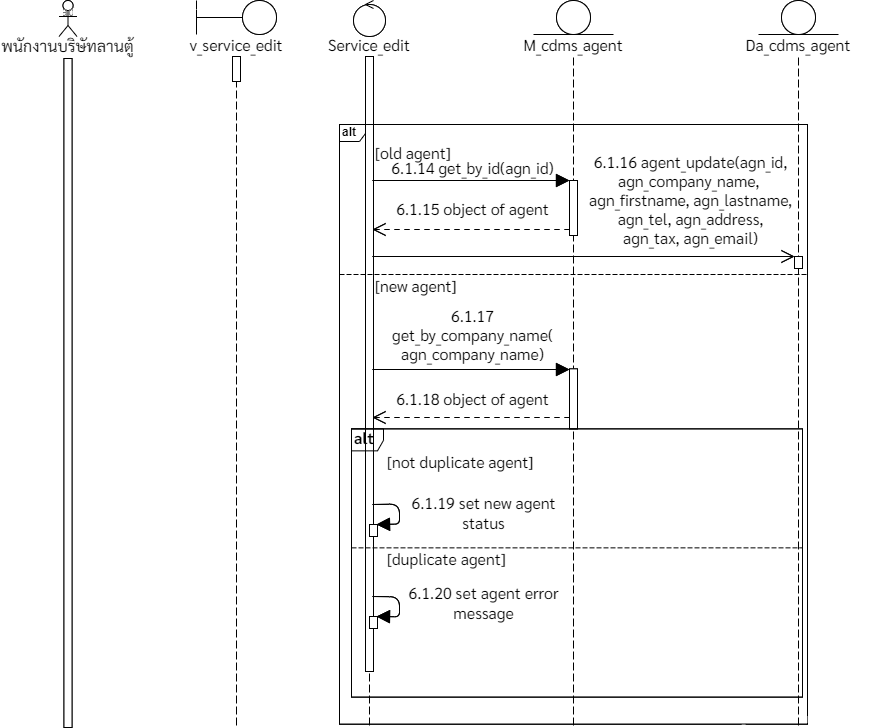 พนักงานบริษัทลานตู้
v_service_edit
Service_edit
M_cdms_agent
Da_cdms_agent
alt
[old agent]
6.1.14 get_by_id(agn_id)
6.1.15 object of agent
6.1.16 agent_update(agn_id,
agn_company_name,
agn_firstname, agn_lastname,
agn_tel, agn_address,
agn_tax, agn_email)
[new agent]
6.1.17
get_by_company_name(
agn_company_name)
6.1.18 object of agent
alt
[not duplicate agent]
6.1.19 set new agent
status
[duplicate agent]
6.1.20 set agent error
message